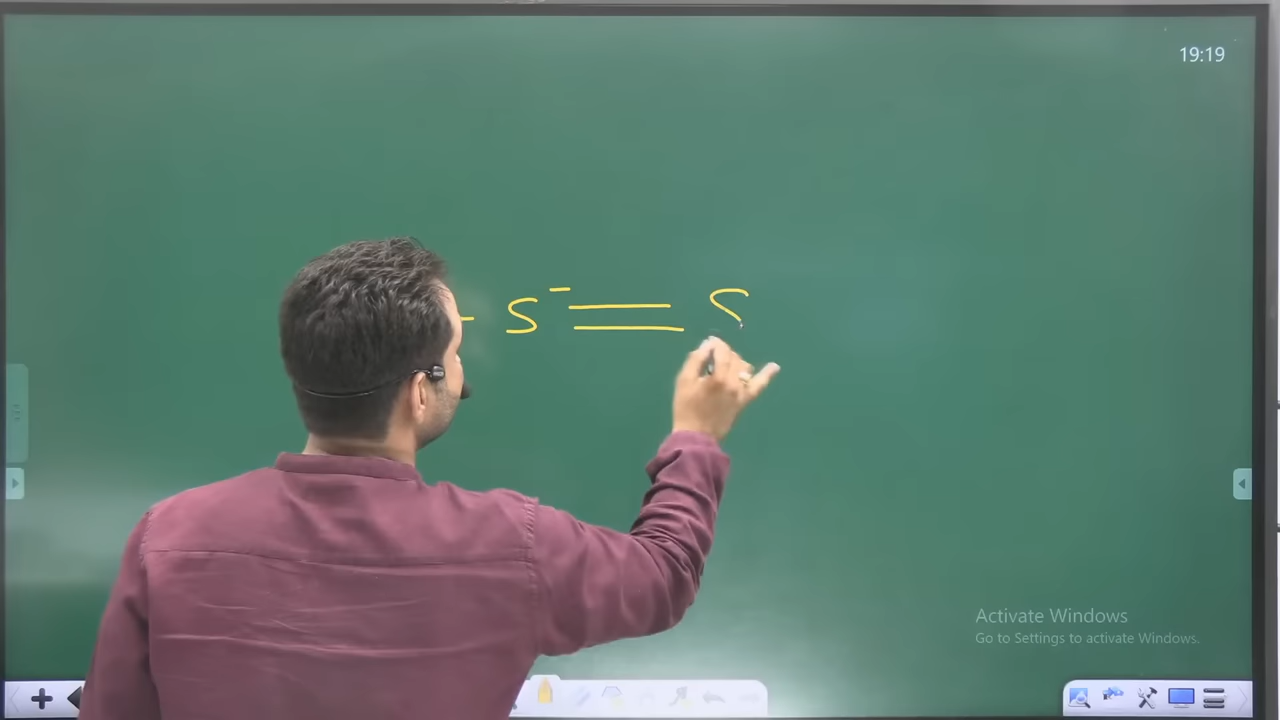 19:19
- s⁻ = s
Activate Windows
Go to Settings to activate Windows.